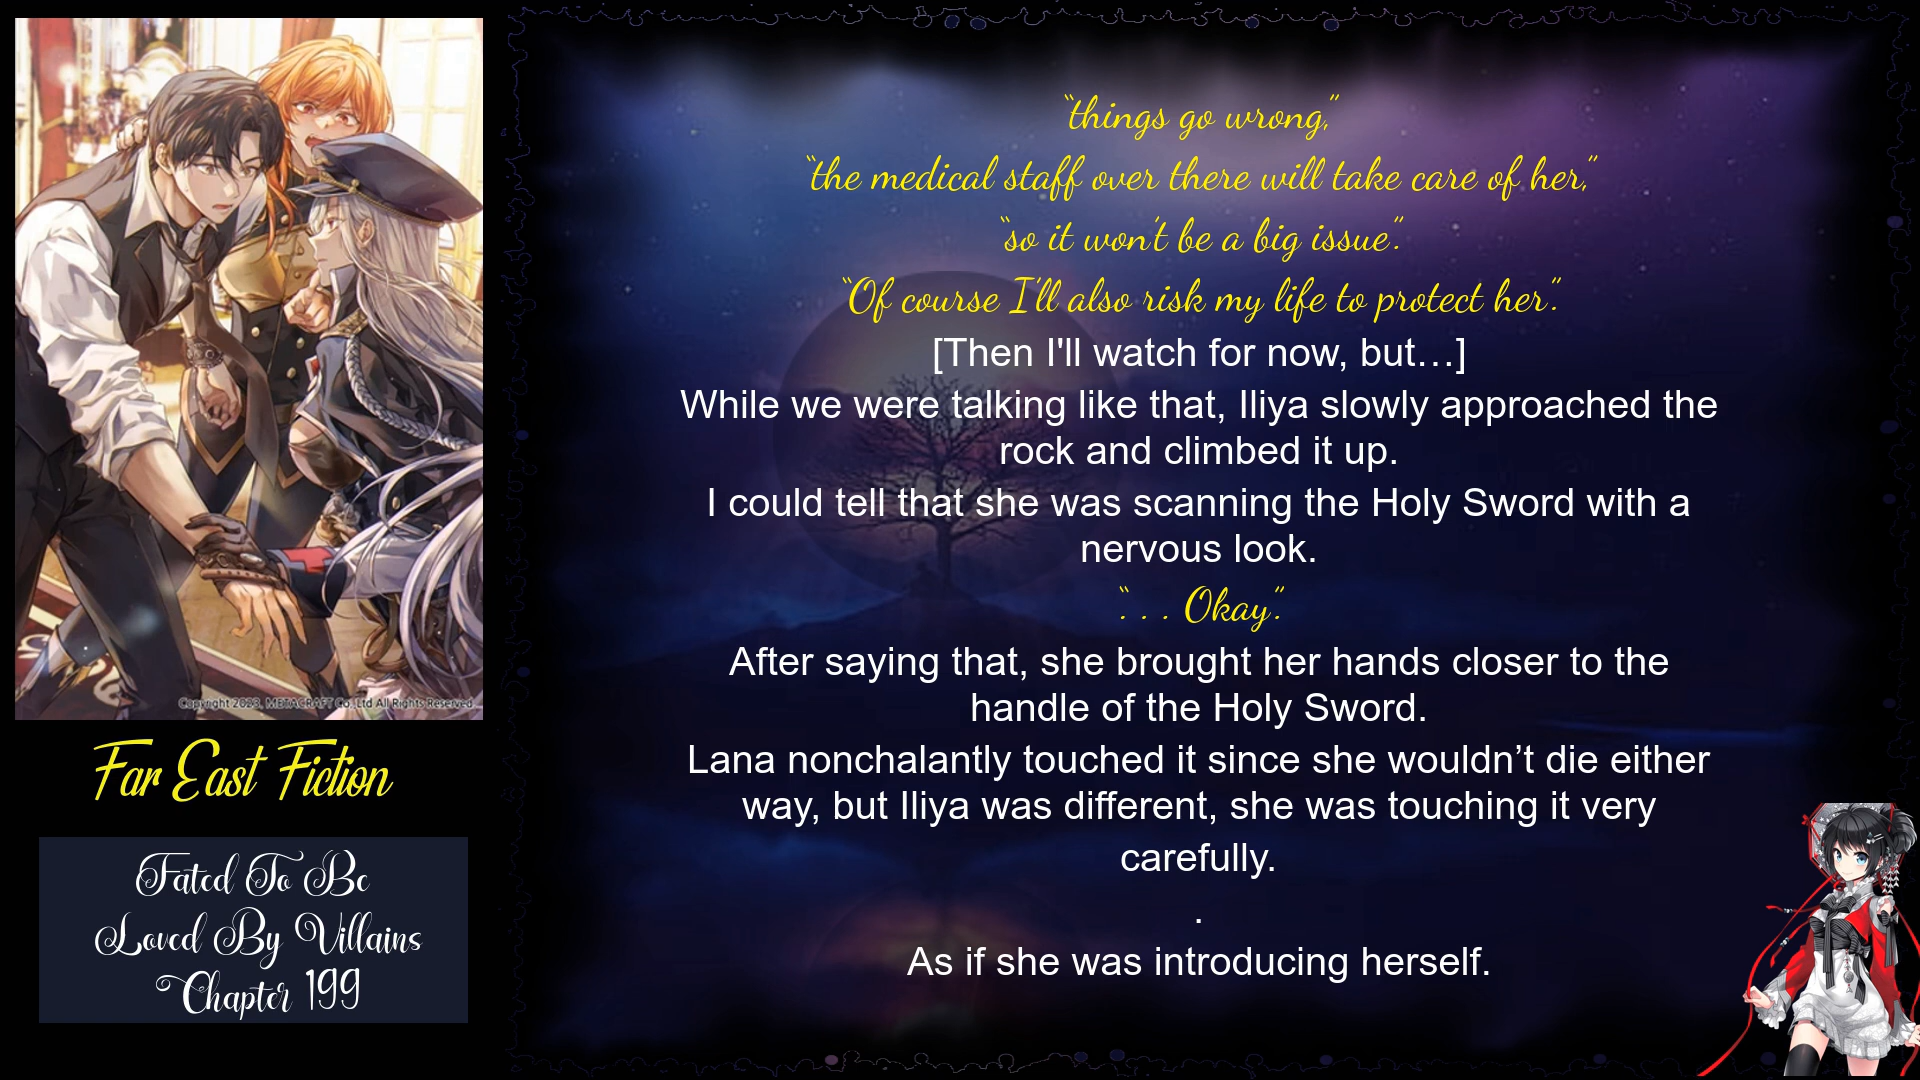 “things go wrong,”
“the medical staff over there will take care of her,”
“so it won’t be a big issue.”
“Of course I’ll also risk my life to protect her.”
[Then I'll watch for now, but…]
While we were talking like that, Iliya slowly approached the
rock and climbed it up.
I could tell that she was scanning the Holy Sword with a
nervous look.
“. . . Okay.”
After saying that, she brought her hands closer to the
handle of the Holy Sword.
Lana nonchalantly touched it since she wouldn’t die either
way, but Iliya was different, she was touching it very
carefully.
.
As if she was introducing herself.
Copyright 2023. METACRAFT Co.,Ltd All Rights Reserved
Far East Fiction
Fated To Be
Loved By Villains
Chapter 199